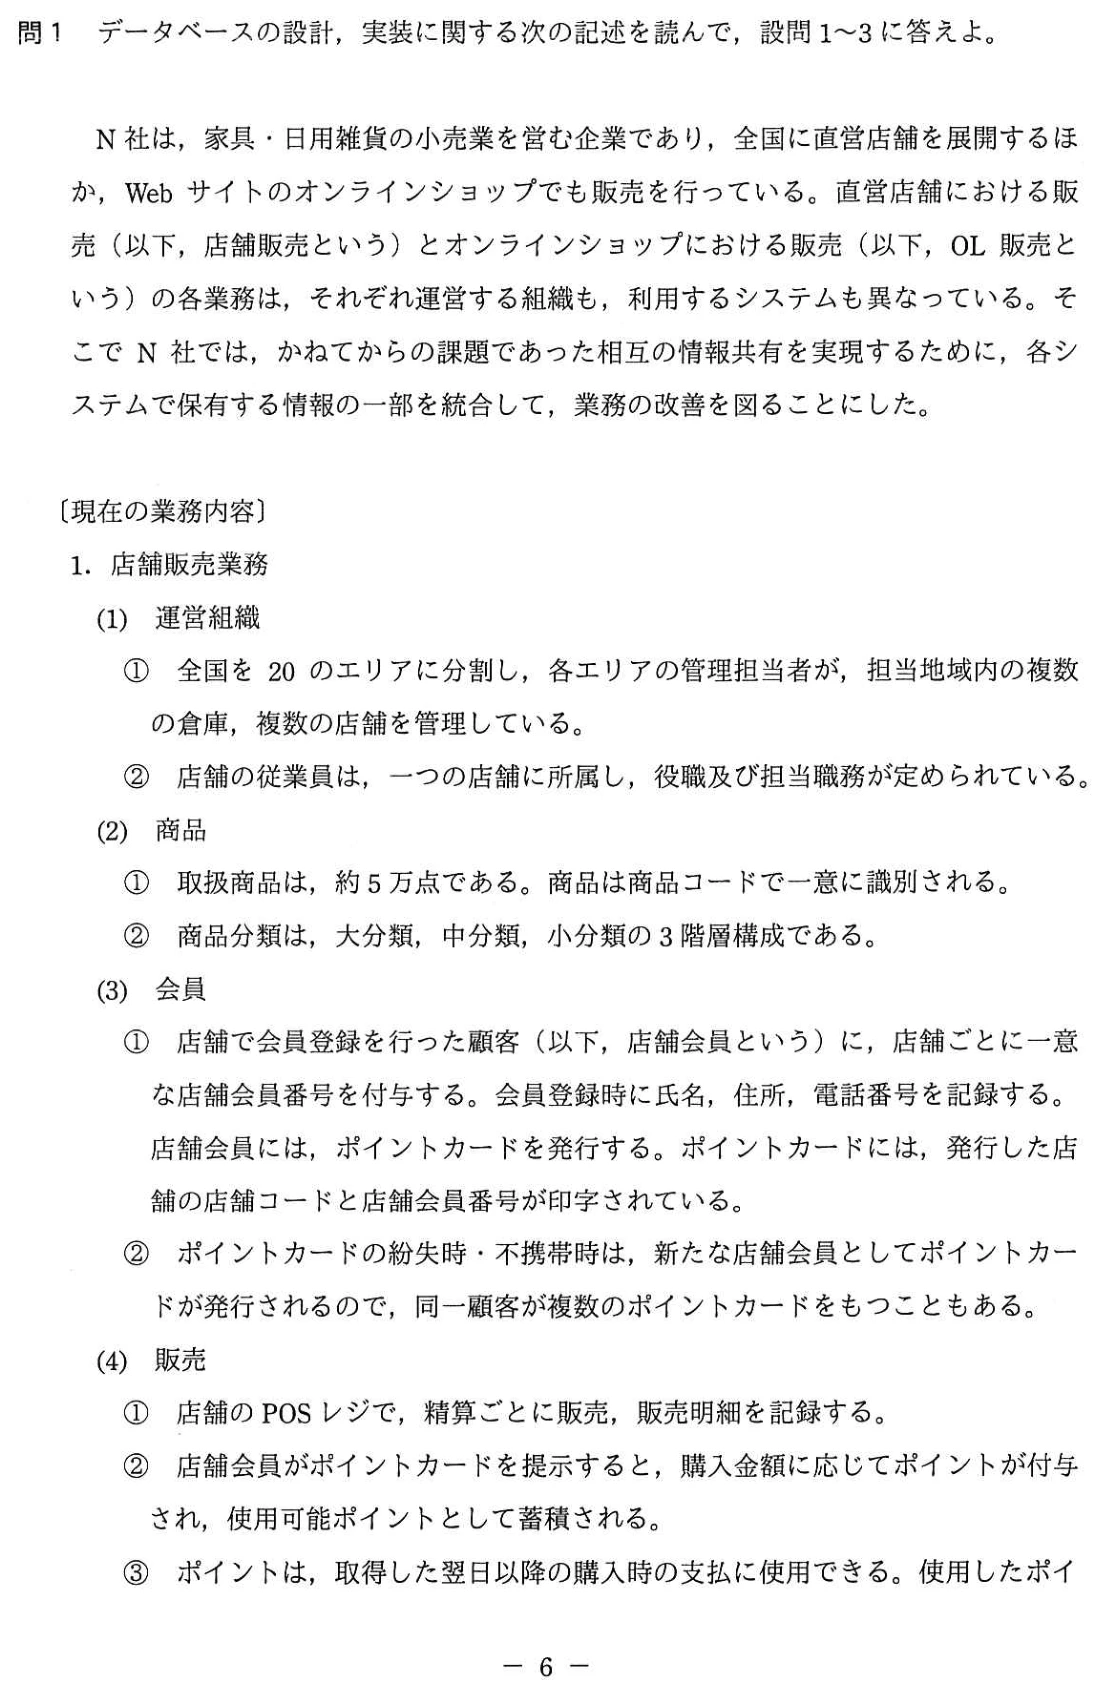 問1　データベースの設計，実装に関する次の記述を読んで，設問 1～3 に答えよ。
N 社は，家具・日用雑貨の小売業を営む企業であり，全国に直営店舗を展開するほ
か，Web サイトのオンラインショップでも販売を行っている。直営店舗における販
売（以下，店舗販売という）とオンラインショップにおける販売（以下，OL 販売と
いう）の各業務は，それぞれ運営する組織も，利用するシステムも異なっている。そ
こで N 社では，かねてからの課題であった相互の情報共有を実現するために，各シ
ステムで保有する情報の一部を統合して，業務の改善を図ることにした。
〔現在の業務内容〕
1．店舗販売業務
(1)　運営組織
①　全国を 20 のエリアに分割し，各エリアの管理担当者が，担当地域内の複数
の倉庫，複数の店舗を管理している。
②　店舗の従業員は，一つの店舗に所属し，役職及び担当職務が定められている。
(2)　商品
①　取扱商品は，約 5 万点である。商品は商品コードで一意に識別される。
②　商品分類は，大分類，中分類，小分類の 3 階層構成である。
(3)　会員
①　店舗で会員登録を行った顧客（以下，店舗会員という）に，店舗ごとに一意
な店舗会員番号を付与する。会員登録時に氏名，住所，電話番号を記録する。
店舗会員には，ポイントカードを発行する。ポイントカードには，発行した店
舗の店舗コードと店舗会員番号が印字されている。
②　ポイントカードの紛失時・不携帯時は，新たな店舗会員としてポイントカー
ドが発行されるので，同一顧客が複数のポイントカードをもつこともある。
(4)　販売
①　店舗の POS レジで，精算ごとに販売，販売明細を記録する。
②　店舗会員がポイントカードを提示すると，購入金額に応じてポイントが付与
され，使用可能ポイントとして蓄積される。
③　ポイントは，取得した翌日以降の購入時の支払に使用できる。使用したポイ
－ 6 －